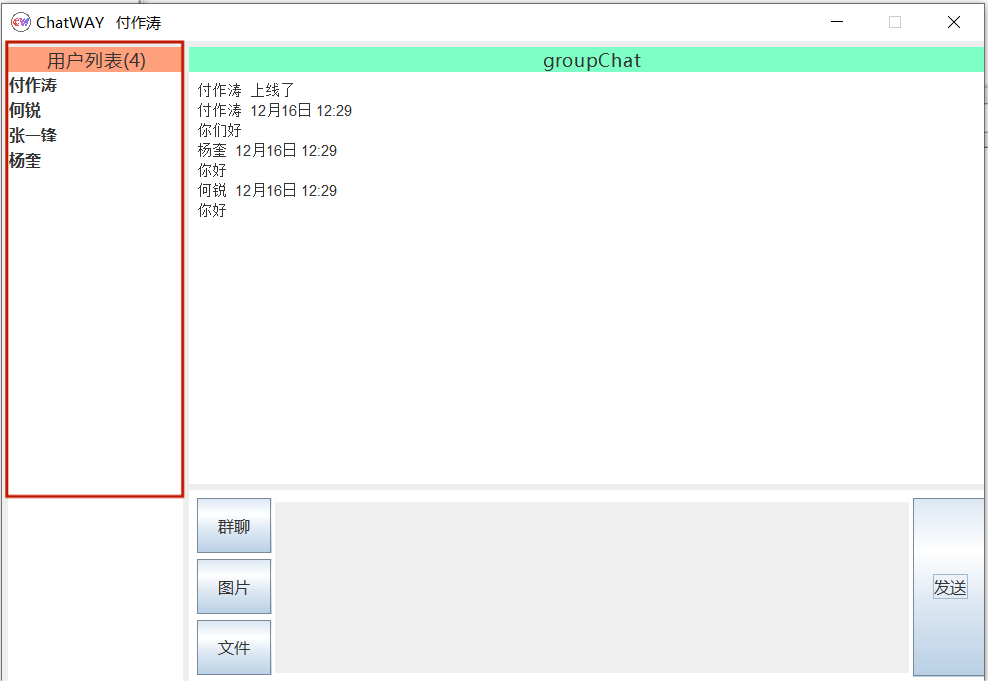 CW ChatWAY 付作涛
用户列表(4)
付作涛
何锐
张一锋
杨奎
groupChat
付作涛 上线了
付作涛 12月16日 12:29
你们好
杨奎 12月16日 12:29
你好
何锐 12月16日 12:29
你好
群聊
图片
文件
发送